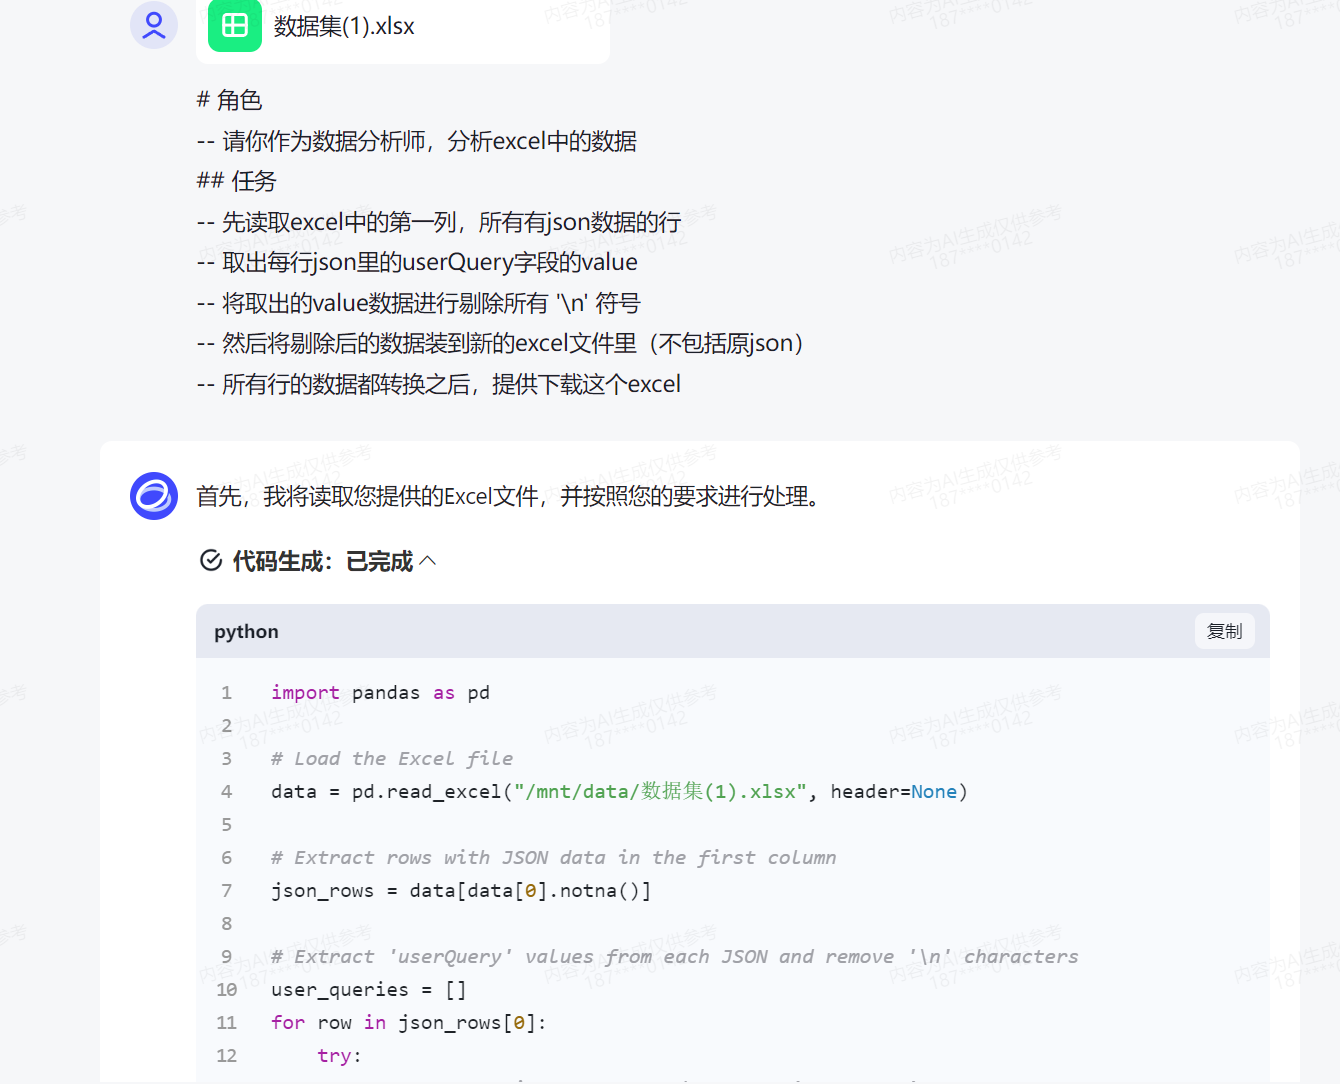 数据集(1).xlsx
# 角色
-- 请你作为数据分析师，分析excel中的数据
## 任务
-- 先读取excel中的第一列，所有有json数据的行
-- 取出每行json里的userQuery字段的value
-- 将取出的value数据进行剔除所有 '\n' 符号
-- 然后将剔除后的数据装到新的excel文件里（不包括原json）
-- 所有行的数据都转换之后，提供下载这个excel
首先，我将读取您提供的Excel文件，并按照您的要求进行处理。
代码生成：已完成
python 复制
1 import pandas as pd
2
3 # Load the Excel file
4 data = pd.read_excel("/mnt/data/数据集(1).xlsx", header=None)
5
6 # Extract rows with JSON data in the first column
7 json_rows = data[data[0].notna()]
8
9 # Extract 'userQuery' values from each JSON and remove '\n' characters
10 user_queries = []
11 for row in json_rows[0]:
12 try:
内容为AI生成仅供参考
187****0142